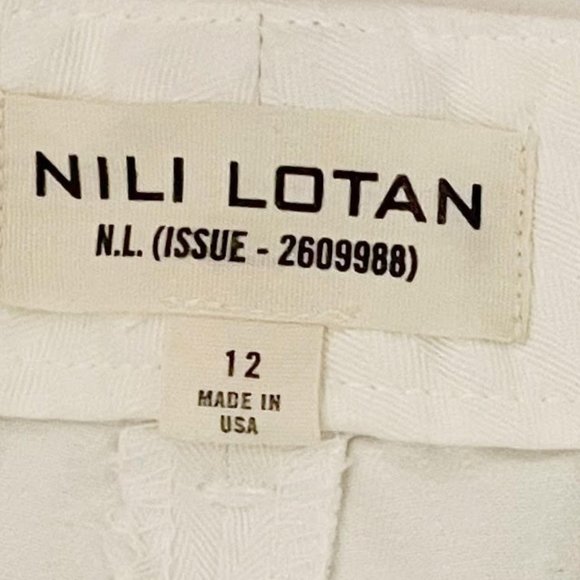 NILI LOTAN
N.L. (ISSUE - 2609988)
12
MADE IN
USA